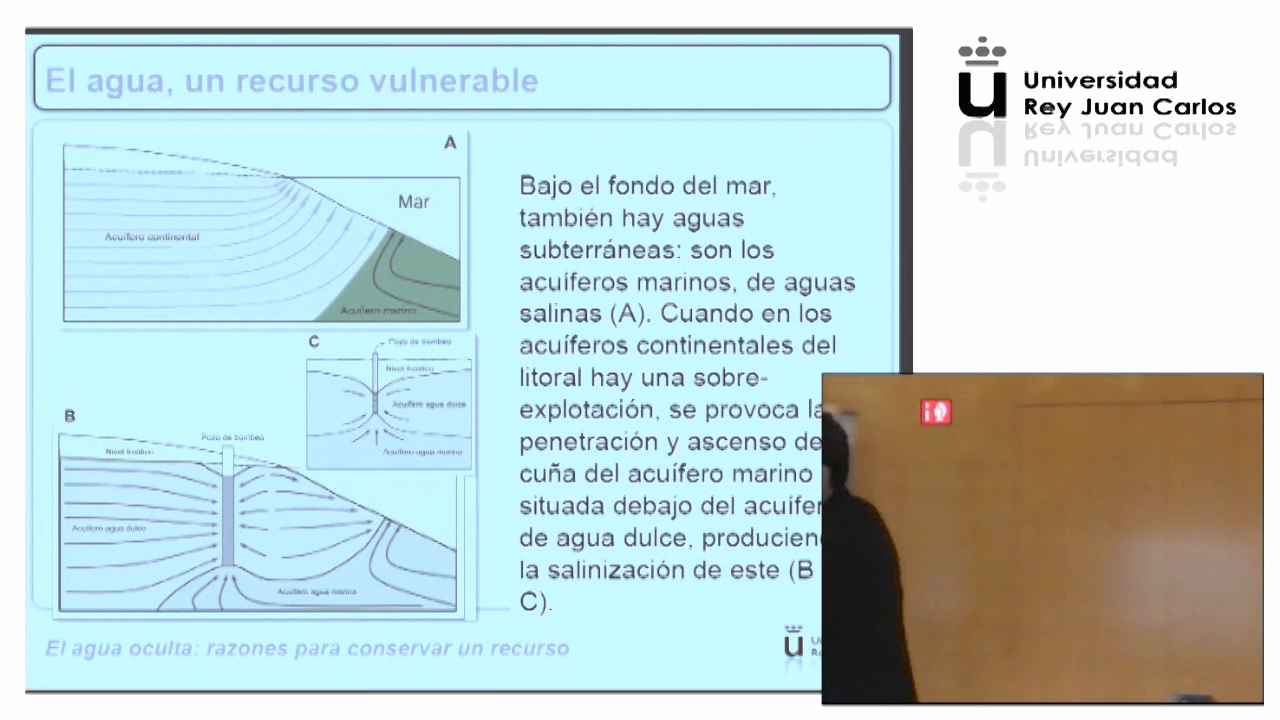 El agua, un recurso vulnerable
A
Mar
Acuífero continental
Acuífero marino
C
Pozo de bombeo
Nivel freático
Acuífero agua dulce
Acuífero agua marina
B
Pozo de bombeo
Nivel freático
Acuífero agua dulce
Acuífero agua marina
Bajo el fondo del mar,
también hay aguas
subterráneas: son los
acuíferos marinos, de aguas
salinas (A). Cuando en los
acuíferos continentales del
litoral hay una sobre-
explotación, se provoca la
penetración y ascenso de
cuña del acuífero marino
situada debajo del acuífer
de agua dulce, producien
la salinización de este (B
C).
El agua oculta: razones para conservar un recurso
Universidad
Rey Juan Carlos